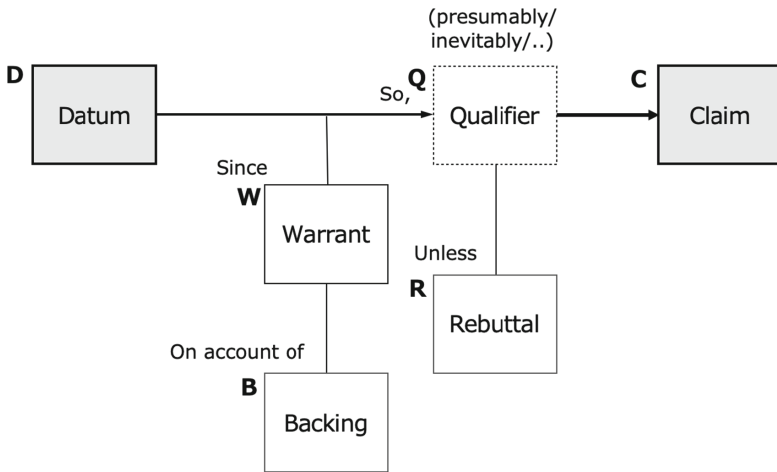 (presumably/
inevitably/..)
D
Datum
So,
Q
Qualifier
C
Claim
Since
W
Warrant
Unless
R
Rebuttal
On account of
B
Backing